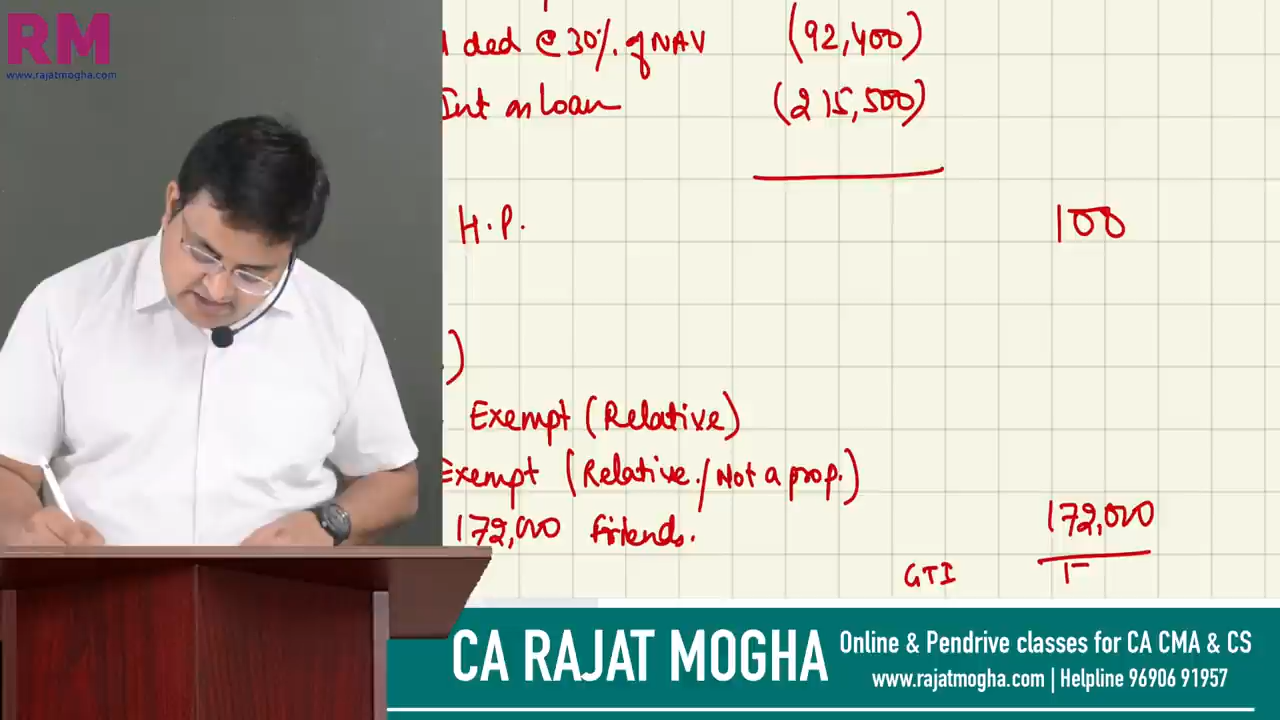 RM
www.rajatmogha.com
ded @ 30% of NAV (92,400)
Int on loan (215,500)
H.P. 100
)
Exempt (Relative)
Exempt (Relative/Not a prop.)
172,000 friends. 172,000
GTI
CA RAJAT MOGHA
Online & Pendrive classes for CA CMA & CS
www.rajatmogha.com | Helpline 96906 91957